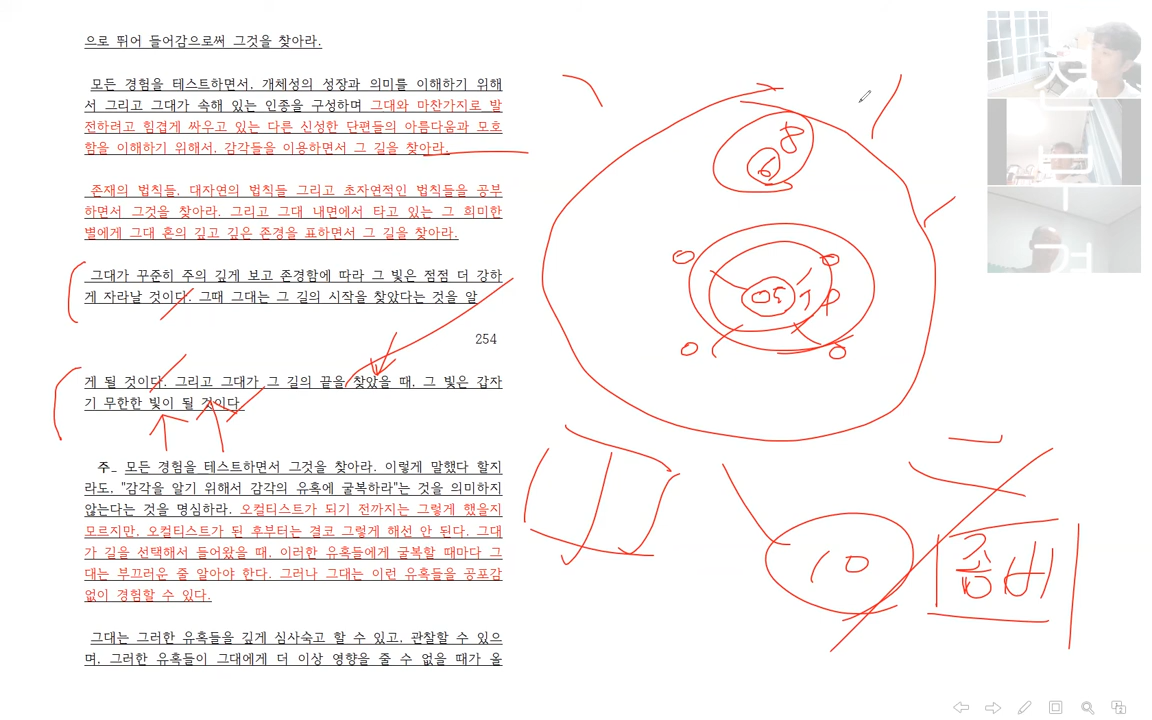 으로 뛰어 들어감으로써 그것을 찾아라.
모든 경험을 테스트하면서, 개체성의 성장과 의미를 이해하기 위해
서 그리고 그대가 속해 있는 인종을 구성하며 그대와 마찬가지로 발
전하려고 힘겹게 싸우고 있는 다른 신성한 단편들의 아름다움과 모호
함을 이해하기 위해서, 감각들을 이용하면서 그 길을 찾아라.
존재의 법칙들, 대자연의 법칙들 그리고 초자연적인 법칙들을 공부
하면서 그것을 찾아라. 그리고 그대 내면에서 타고 있는 그 희미한
별에게 그대 혼의 깊고 깊은 존경을 표하면서 그 길을 찾아라.
그대가 꾸준히 주의 깊게 보고 존경함에 따라 그 빛은 점점 더 강하
게 자라날 것이다. 그때 그대는 그 길의 시작을 찾았다는 것을 알
254
게 될 것이다. 그리고 그대가 그 길의 끝을 찾았을 때, 그 빛은 갑자
기 무한한 빛이 될 것이다.
주_ 모든 경험을 테스트하면서 그것을 찾아라. 이렇게 말했다 할지
라도, "감각을 알기 위해서 감각의 유혹에 굴복하라"는 것을 의미하지
않는다는 것을 명심하라. 오컬티스트가 되기 전까지는 그렇게 했을지
모르지만, 오컬티스트가 된 후부터는 결코 그렇게 해선 안 된다. 그대
가 길을 선택해서 들어왔을 때, 이러한 유혹들에게 굴복할 때마다 그
대는 부끄러운 줄 알아야 한다. 그러나 그대는 이런 유혹들을 공포감
없이 경험할 수 있다.
그대는 그러한 유혹들을 깊게 심사숙고 할 수 있고, 관찰할 수 있으
며, 그러한 유혹들이 그대에게 더 이상 영향을 줄 수 없을 때가 올
10
좀비